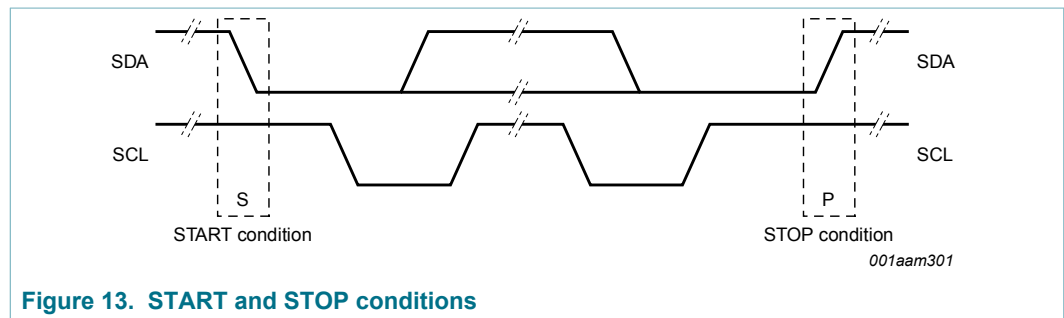 SDA SDA
SCL SCL
S P
START condition STOP condition
001aam301
Figure 13. START and STOP conditions